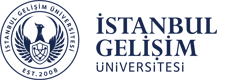 İSTANBUL GELİŞİM ÜNİVERSİTESİ
EST. 2008
İSTANBUL
GELİŞİM
ÜNİVERSİTESİ